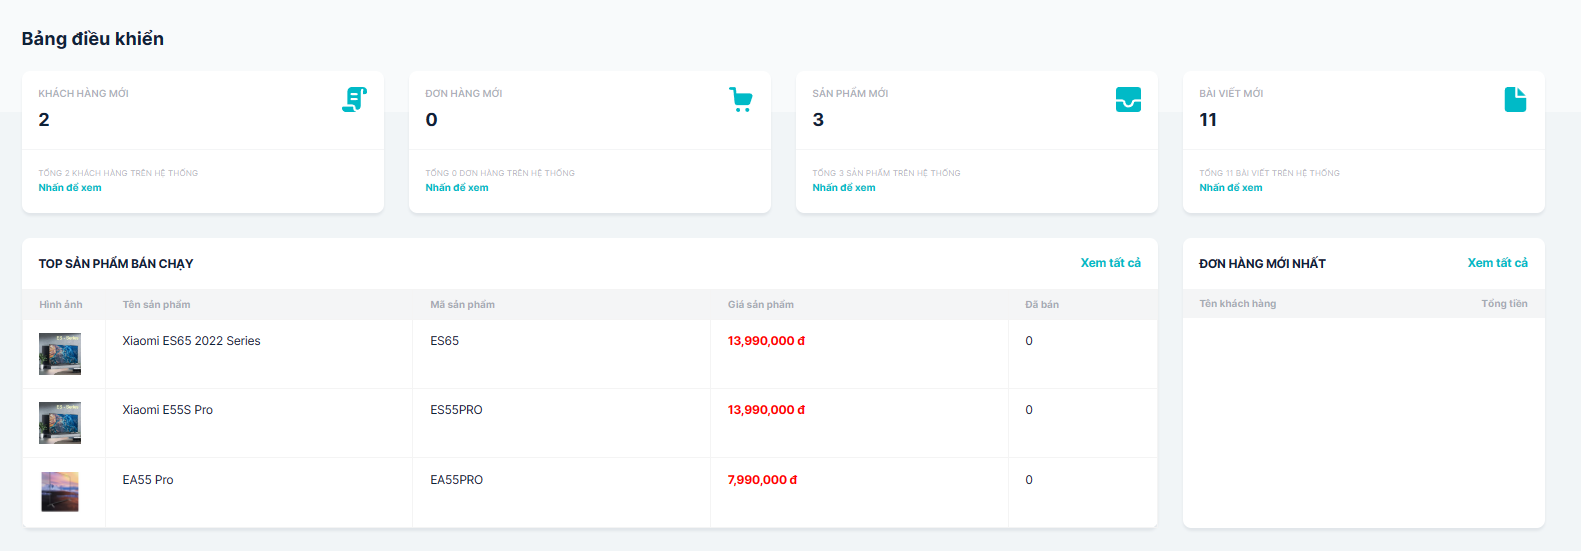 Bảng điều khiển
KHÁCH HÀNG MỚI
2
TỔNG 2 KHÁCH HÀNG TRÊN HỆ THỐNG
Nhấn để xem
ĐƠN HÀNG MỚI
0
TỔNG 0 ĐƠN HÀNG TRÊN HỆ THỐNG
Nhấn để xem
SẢN PHẨM MỚI
3
TỔNG 3 SẢN PHẨM TRÊN HỆ THỐNG
Nhấn để xem
BÀI VIẾT MỚI
11
TỔNG 11 BÀI VIẾT TRÊN HỆ THỐNG
Nhấn để xem
TOP SẢN PHẨM BÁN CHẠY Xem tất cả
Hình ảnh Tên sản phẩm Mã sản phẩm Giá sản phẩm Đã bán
Xiaomi ES65 2022 Series ES65 13,990,000 đ 0
Xiaomi E55S Pro ES55PRO 13,990,000 đ 0
EA55 Pro EA55PRO 7,990,000 đ 0
ĐƠN HÀNG MỚI NHẤT Xem tất cả
Tên khách hàng Tổng tiền